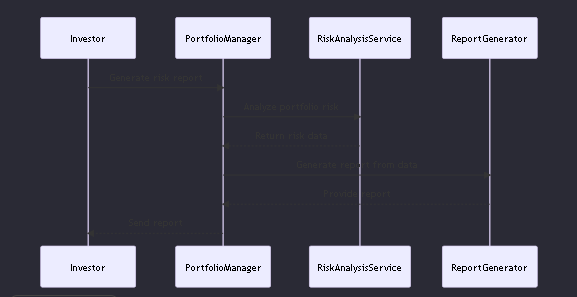 Investor
PortfolioManager
RiskAnalysisService
ReportGenerator
Generate risk report
Analyze portfolio risk
Return risk data
Generate report from data
Provide report
Send report
Investor
PortfolioManager
RiskAnalysisService
ReportGenerator